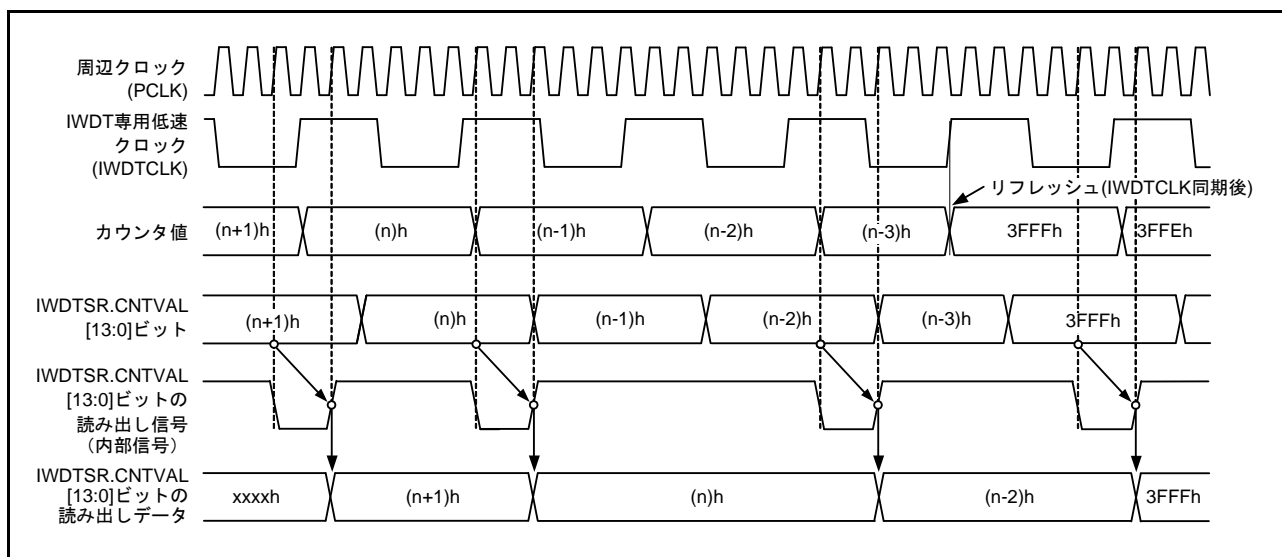 周辺クロック
(PCLK)
IWDT専用低速
クロック
(IWDTCLK)
リフレッシュ(IWDTCLK同期後)
カウンタ値 (n+1)h (n)h (n-1)h (n-2)h (n-3)h 3FFFh 3FFEh
IWDTSR.CNTVAL
[13:0]ビット
(n+1)h (n)h (n-1)h (n-2)h (n-3)h 3FFFh
IWDTSR.CNTVAL
[13:0]ビットの
読み出し信号
(内部信号)
IWDTSR.CNTVAL
[13:0]ビットの
読み出しデータ
xxxxh (n+1)h (n)h (n-2)h 3FFFh